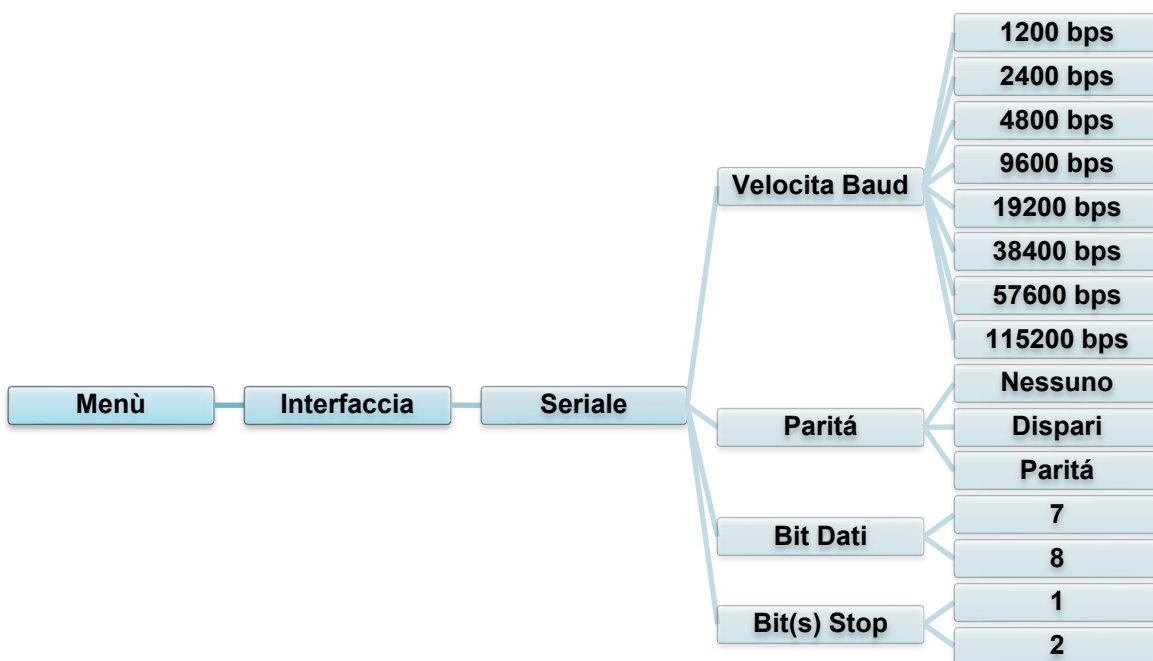 Menù
Interfaccia
Seriale
Velocita Baud
1200 bps
2400 bps
4800 bps
9600 bps
19200 bps
38400 bps
57600 bps
115200 bps
Paritá
Nessuno
Dispari
Paritá
Bit Dati
7
8
Bit(s) Stop
1
2